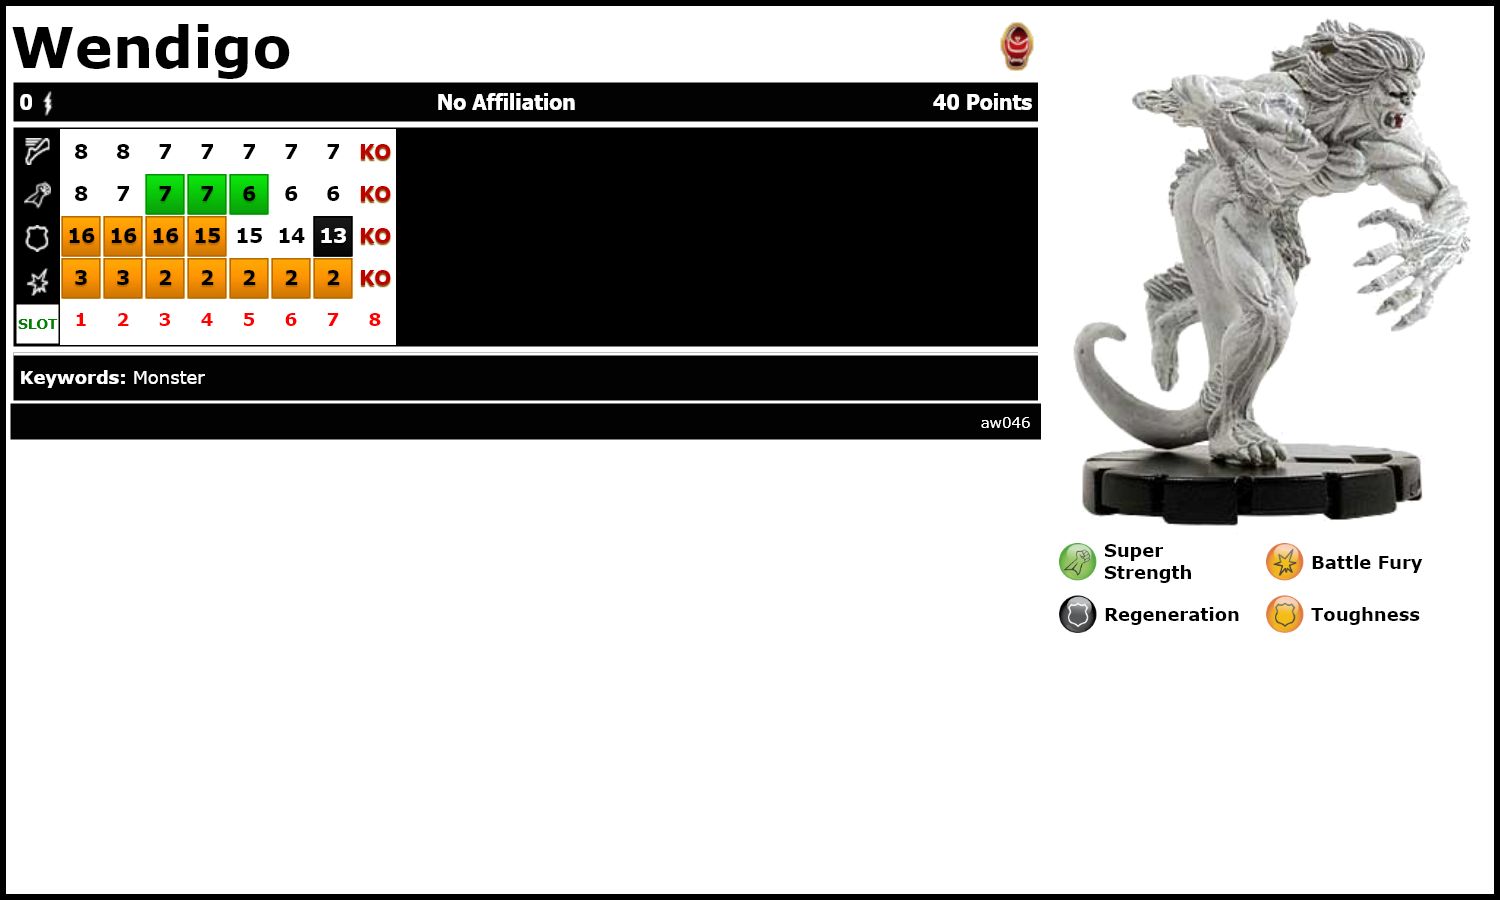 Wendigo
0 No Affiliation 40 Points
8 8 7 7 7 7 7 KO
8 7 7 7 6 6 6 KO
16 16 16 15 15 14 13 KO
3 3 2 2 2 2 2 KO
SLOT 1 2 3 4 5 6 7 8
Keywords: Monster
aw046
Super
Strength
Battle Fury
Regeneration
Toughness